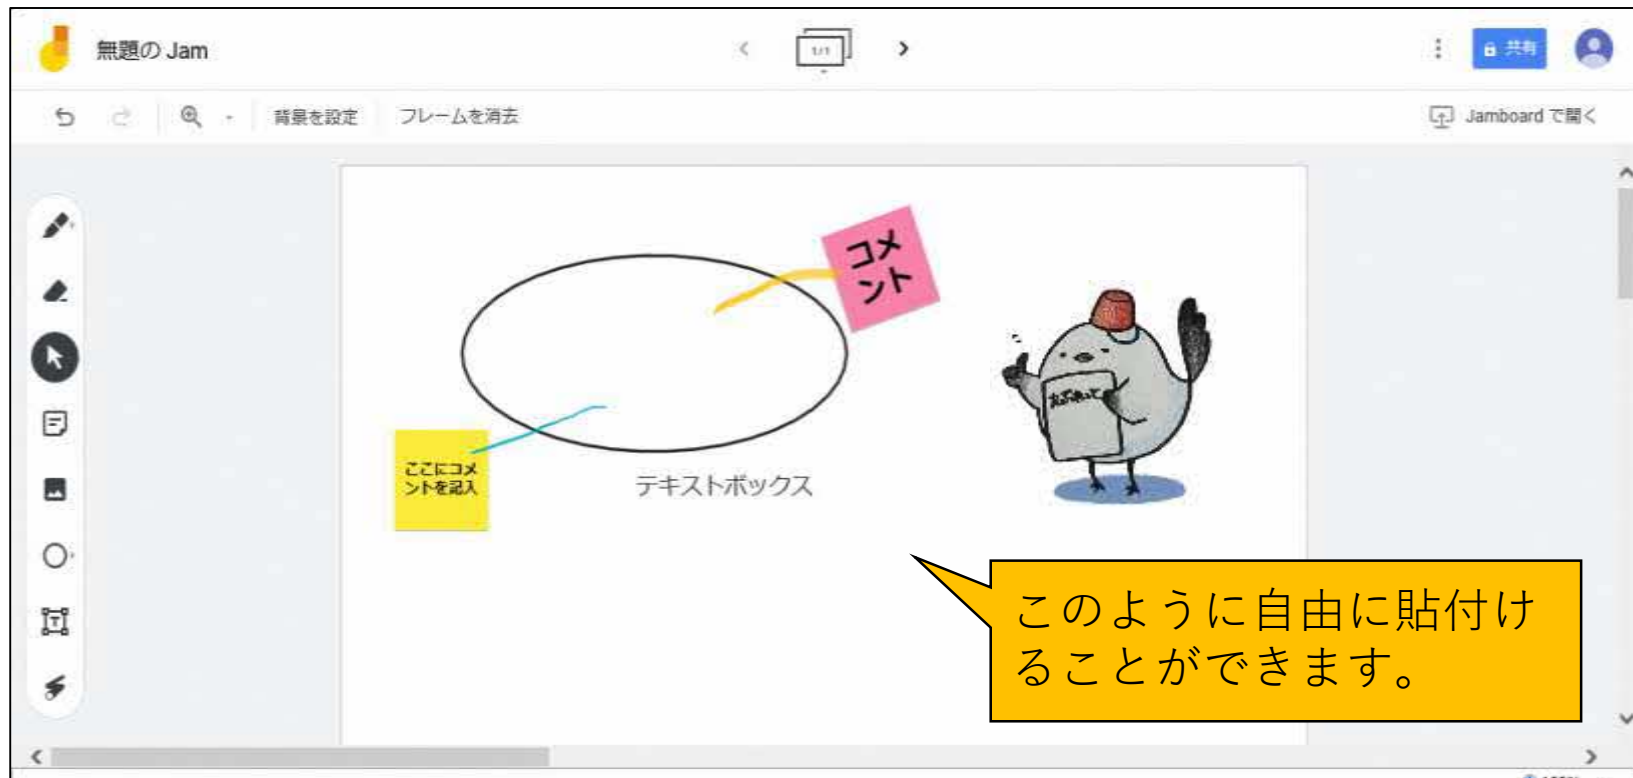 無題の Jam
1/1
共有
背景を設定
フレームを消去
Jamboard で開く
コメ
ント
ここにコメ
ントを記入
テキストボックス
このように自由に貼付け
ることができます。